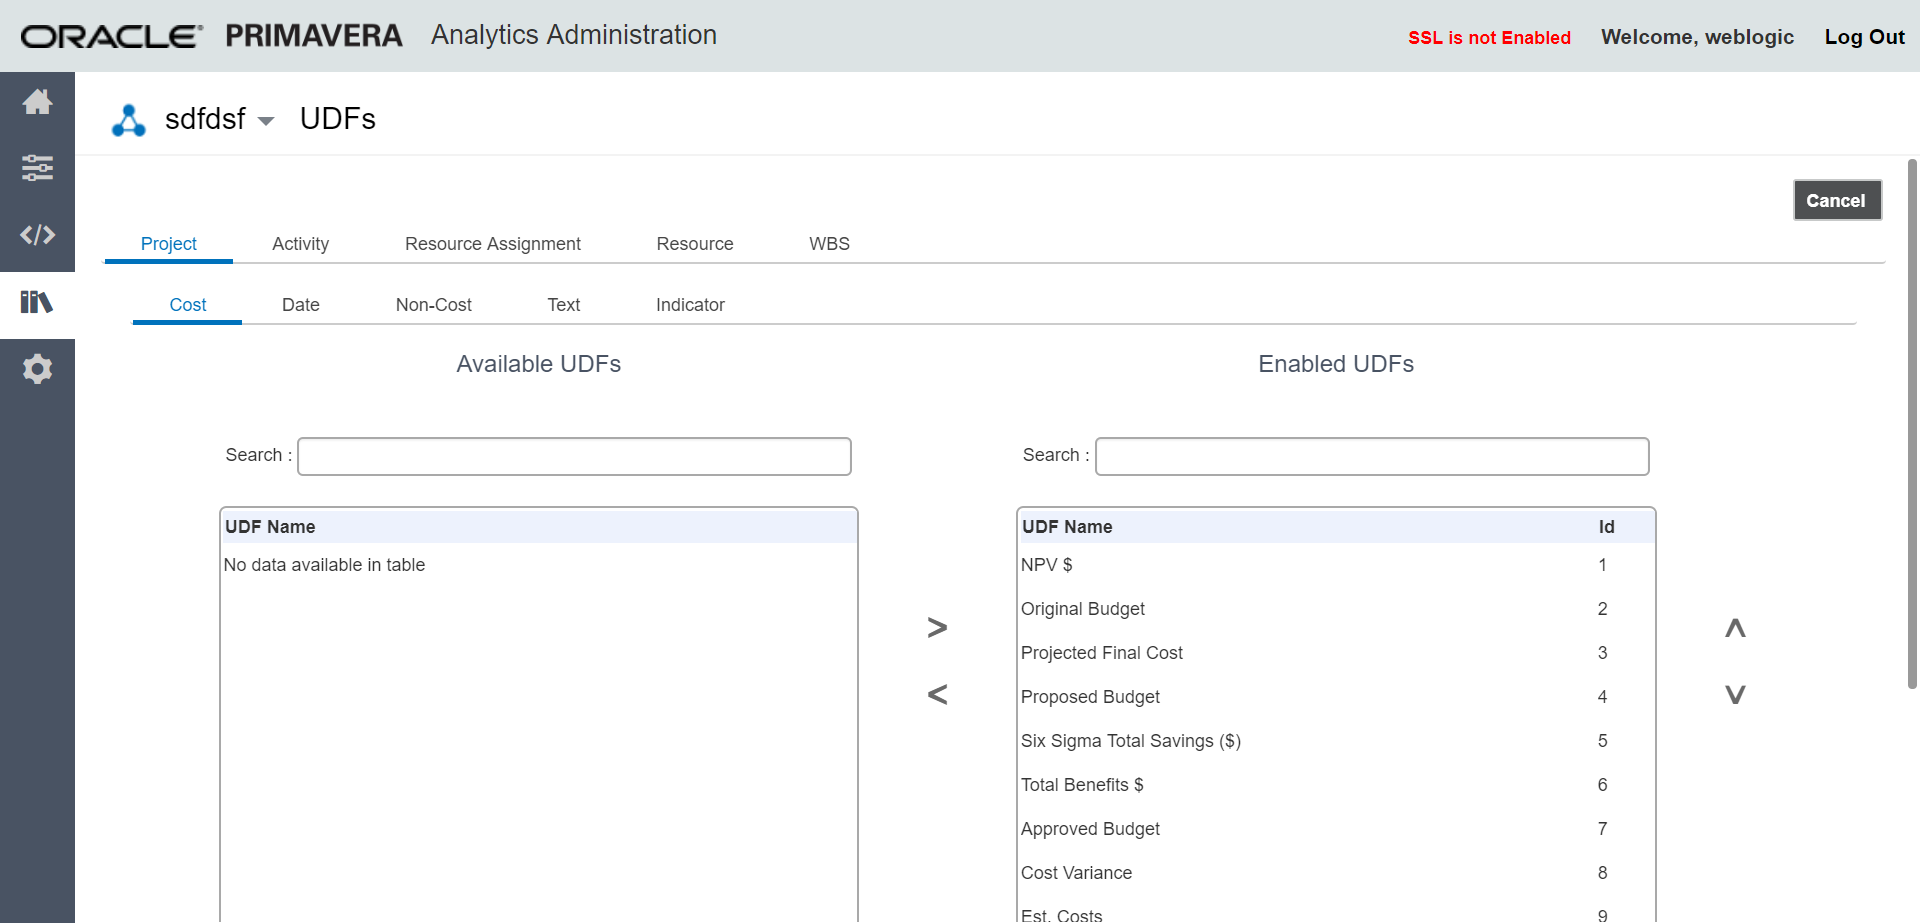 ORACLE® PRIMAVERA Analytics Administration SSL is not Enabled Welcome, weblogic Log Out
sdfdsf UDFs
Cancel
Project Activity Resource Assignment Resource WBS
Cost Date Non-Cost Text Indicator
Available UDFs Enabled UDFs
Search : Search :
UDF Name UDF Name Id
No data available in table NPV $ 1
Original Budget 2
> ∧
Projected Final Cost 3
< Proposed Budget 4 ∨
Six Sigma Total Savings ($) 5
Total Benefits $ 6
Approved Budget 7
Cost Variance 8
Est. Costs 9